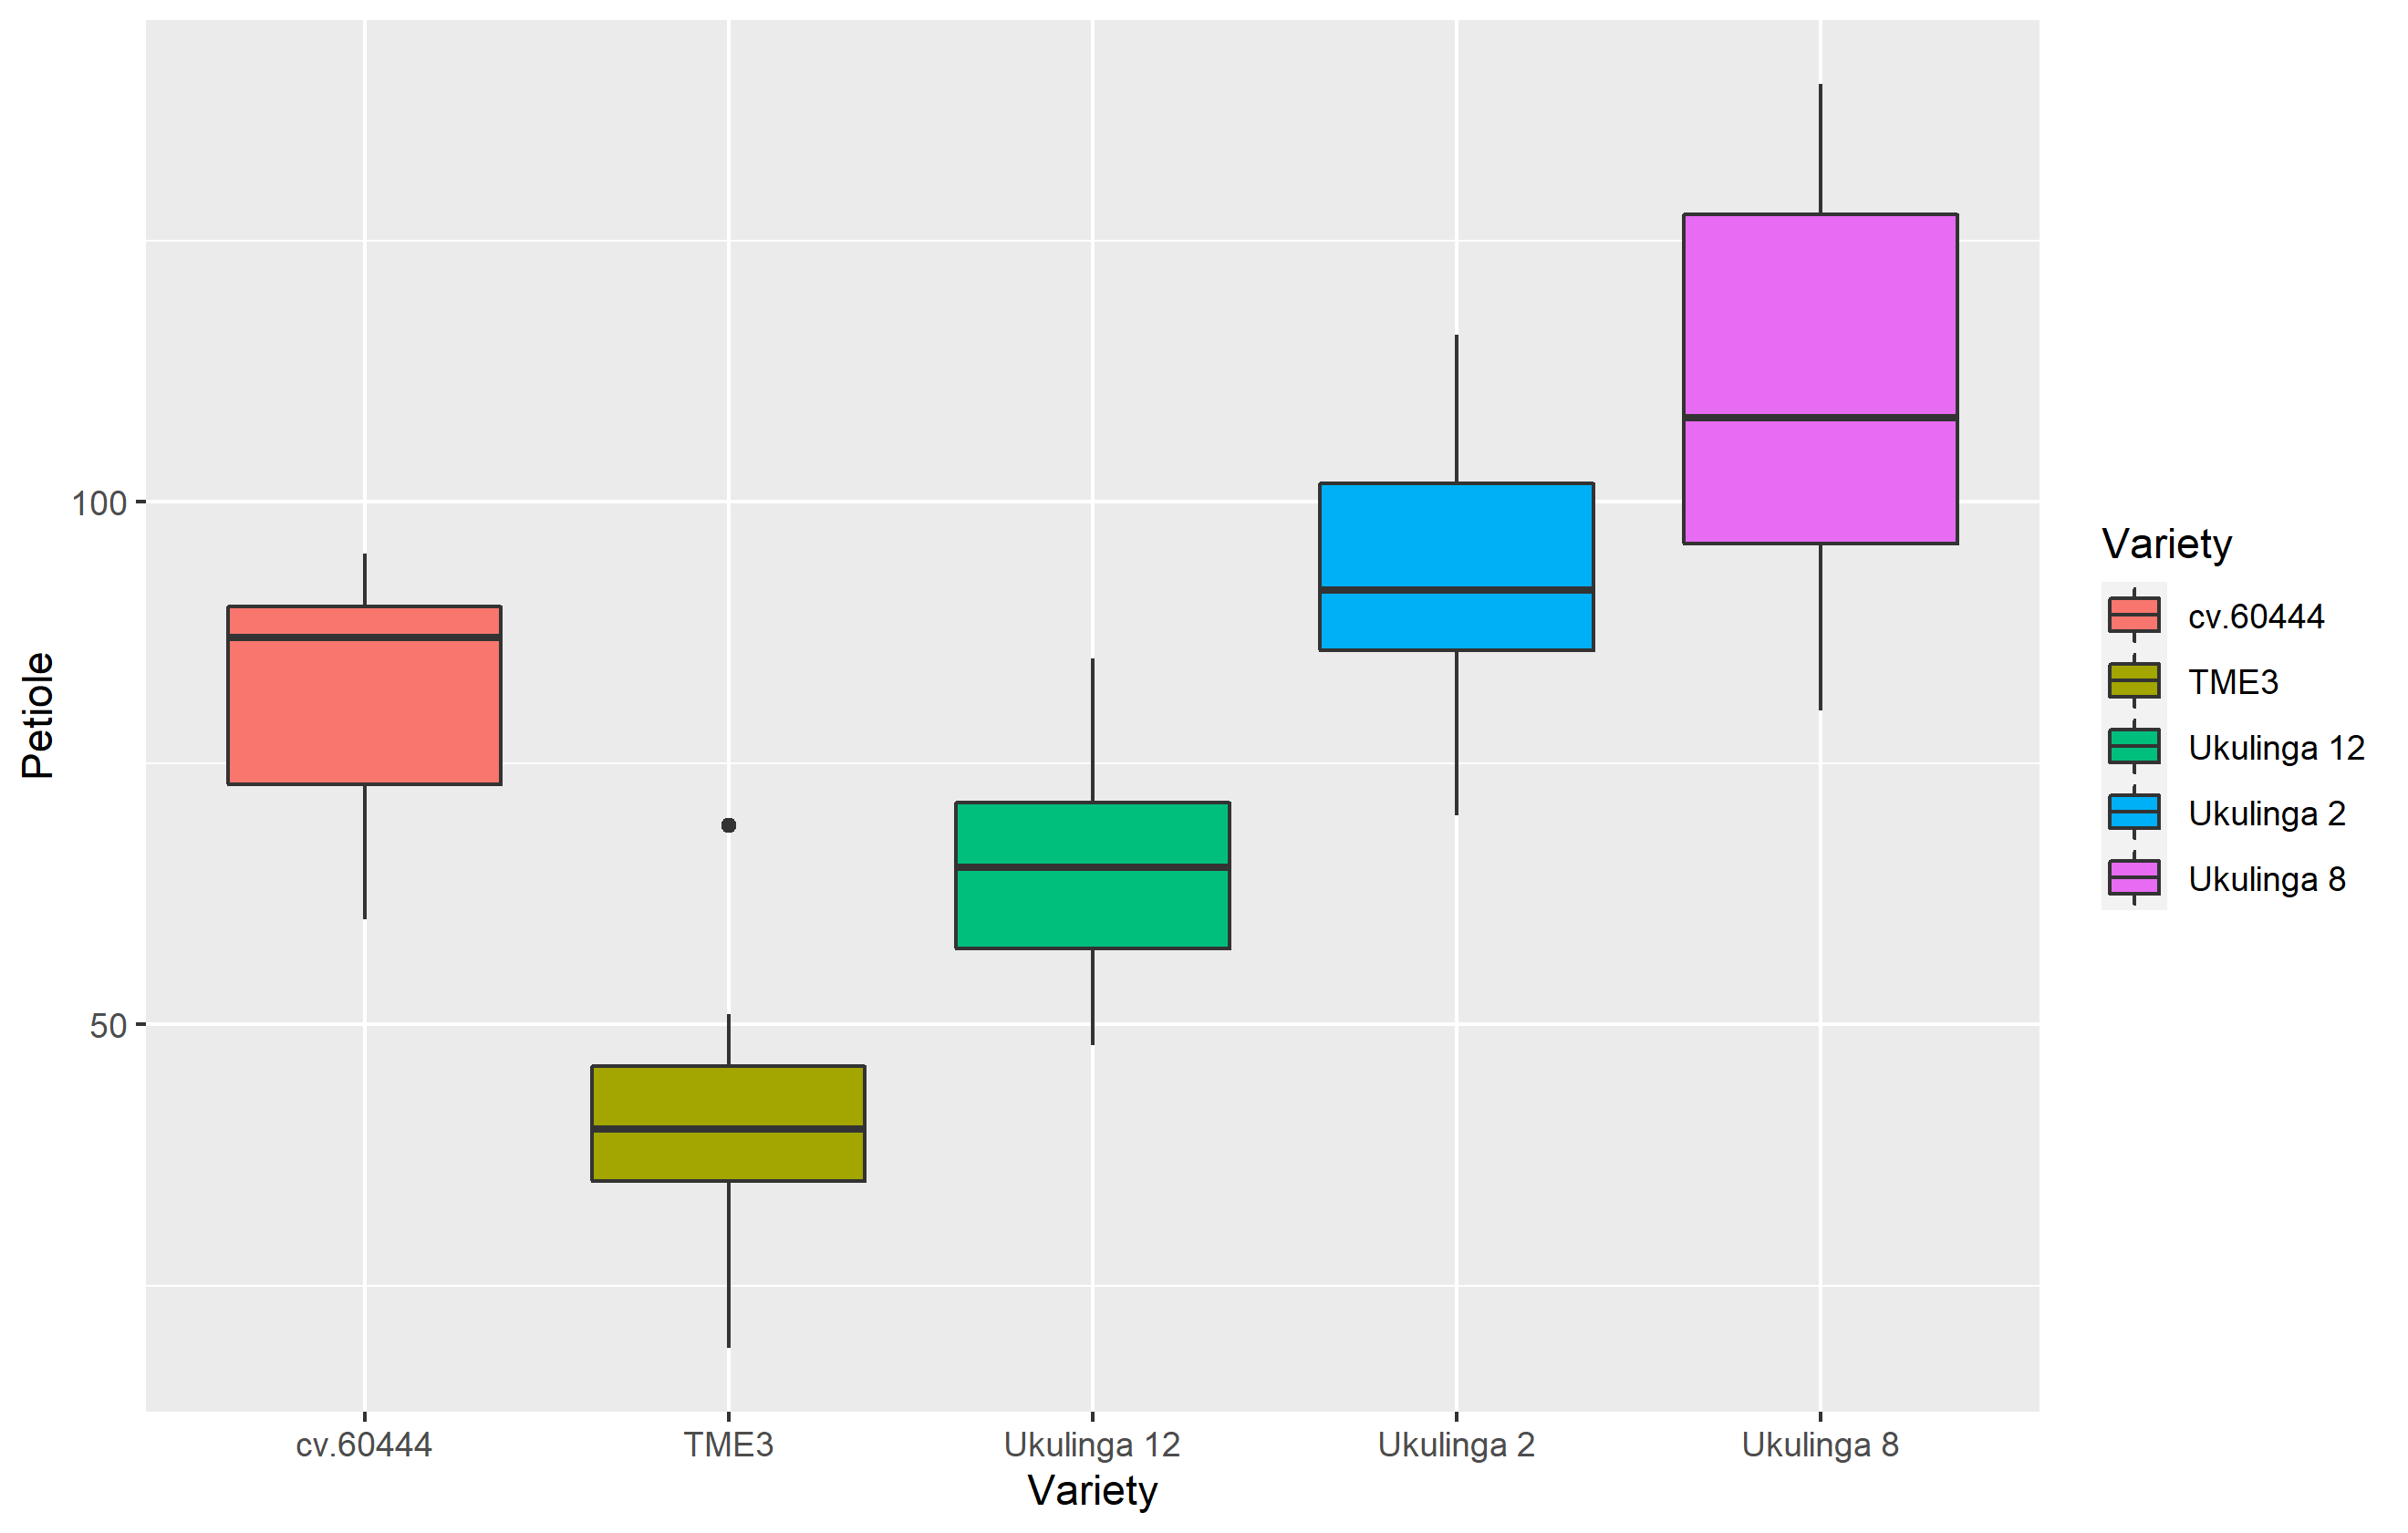 Petiole
100
50
cv.60444
TME3
Ukulinga 12
Ukulinga 2
Ukulinga 8
Variety
Variety
cv.60444
TME3
Ukulinga 12
Ukulinga 2
Ukulinga 8